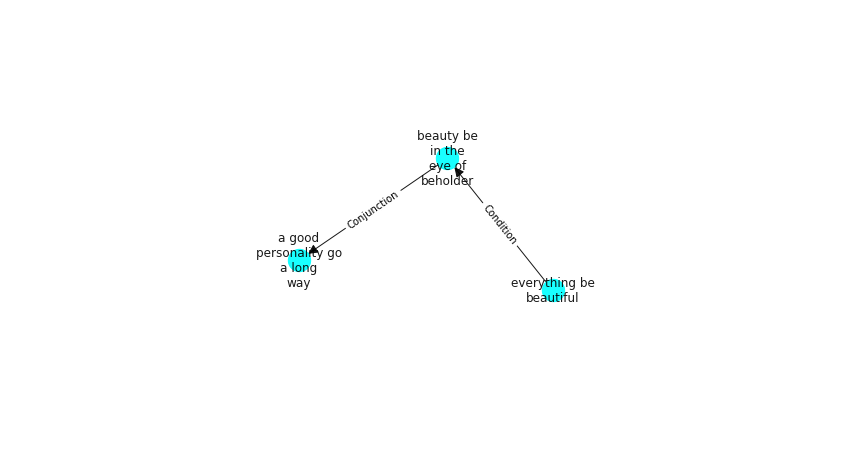 beauty be
in the
eye of
beholder
Conjunction
Condition
a good
personality go
a long
way
everything be
beautiful